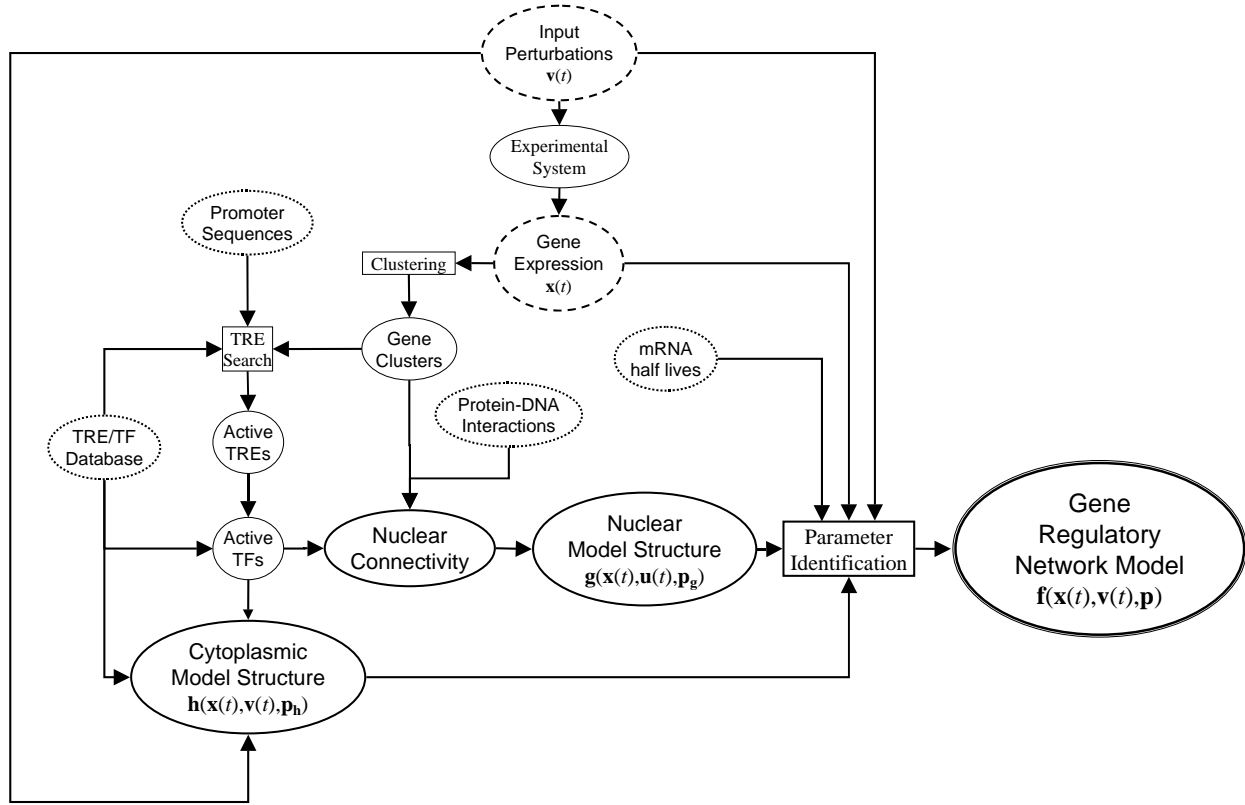 Input
Perturbations
v(t)
Experimental
System
Promoter
Sequences
Gene
Expression
x(t)
Clustering
TRE
Search
Gene
Clusters
mRNA
half lives
Protein-DNA
Interactions
TRE/TF
Database
Active
TREs
Active
TFs
Nuclear
Connectivity
Nuclear
Model Structure
g(x(t),u(t),pg)
Parameter
Identification
Gene
Regulatory
Network Model
f(x(t),v(t),p)
Cytoplasmic
Model Structure
h(x(t),v(t),ph)